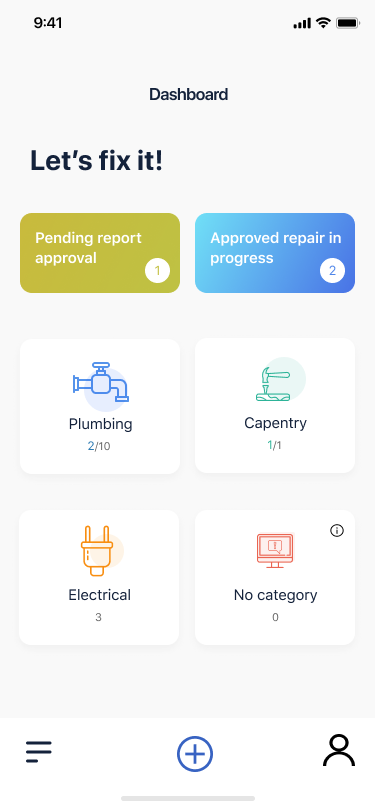 9:41
Dashboard
Let's fix it!
Pending report
approval
1
Approved repair in
progress
2
Plumbing
2/10
Capentry
1/1
Electrical
3
No category
0